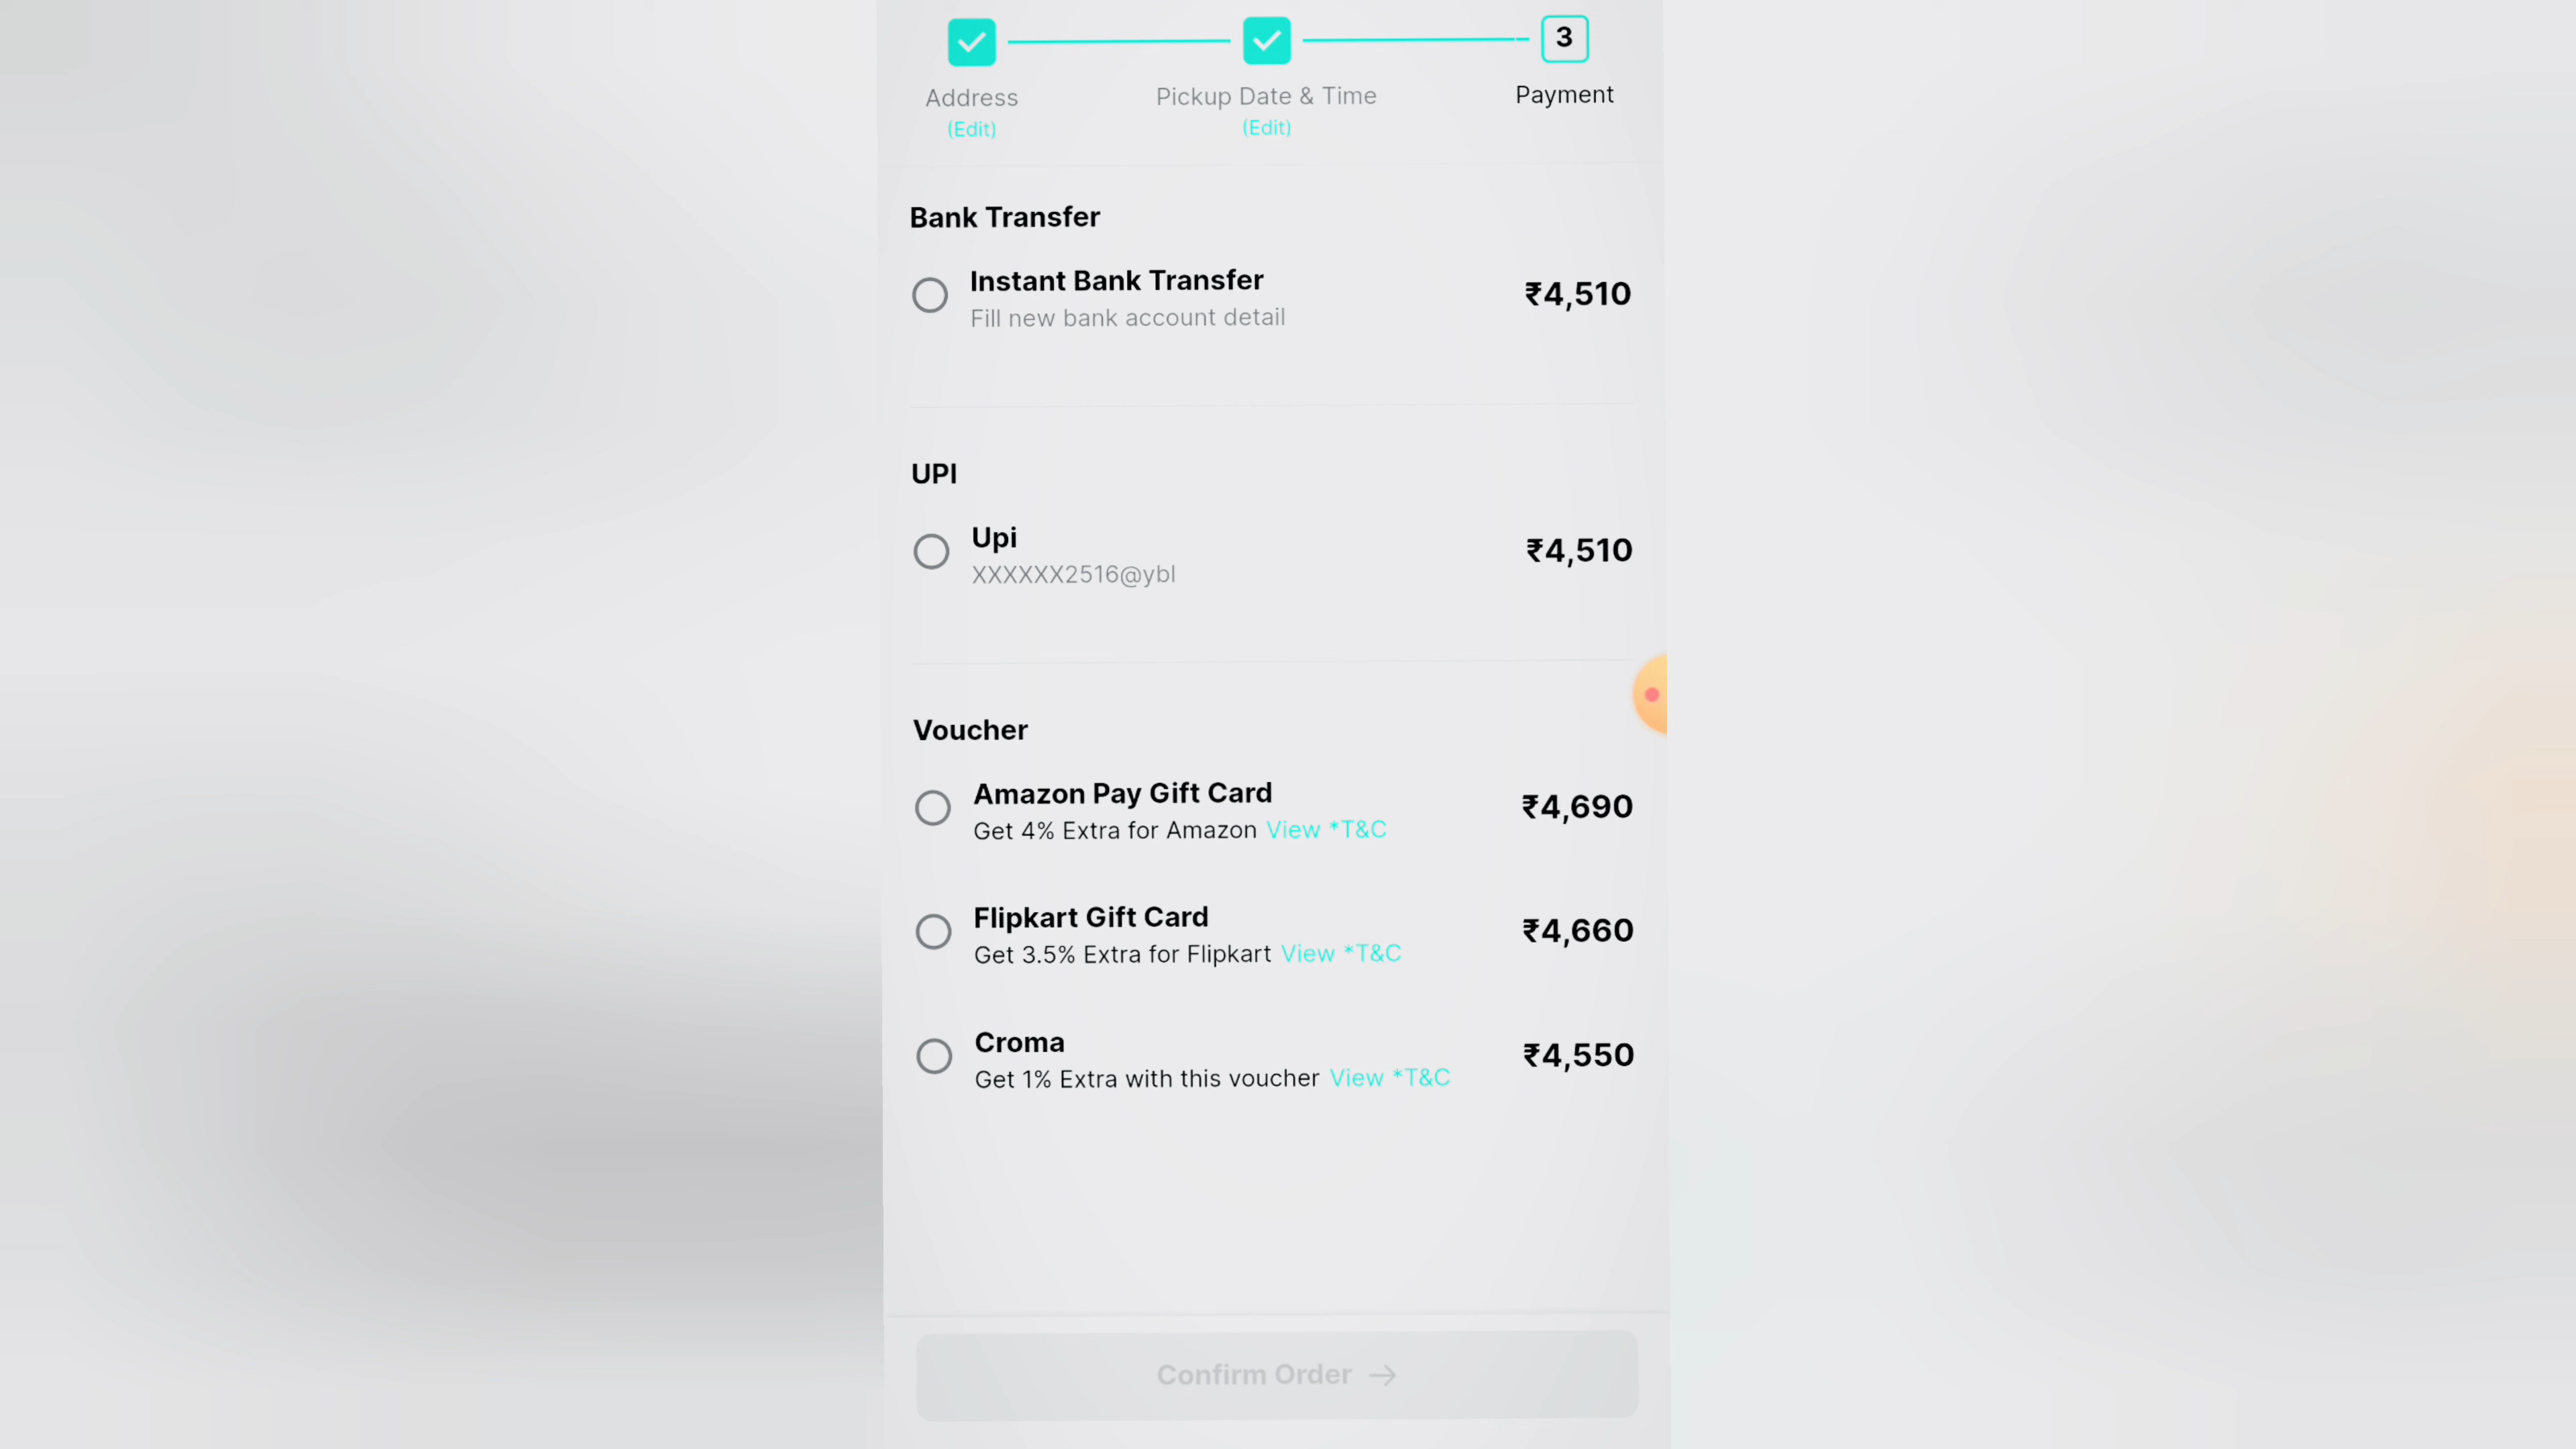 3
Address
Pickup Date & Time
Payment
(Edit)
(Edit)
Bank Transfer
Instant Bank Transfer
₹4,510
Fill new bank account detail
UPI
Upi
₹4,510
XXXXXX2516@ybl
Voucher
Amazon Pay Gift Card
₹4,690
Get 4% Extra for Amazon View *T&C
Flipkart Gift Card
₹4,660
Get 3.5% Extra for Flipkart View *T&C
Croma
₹4,550
Get 1% Extra with this voucher View *T&C
Confirm Order →